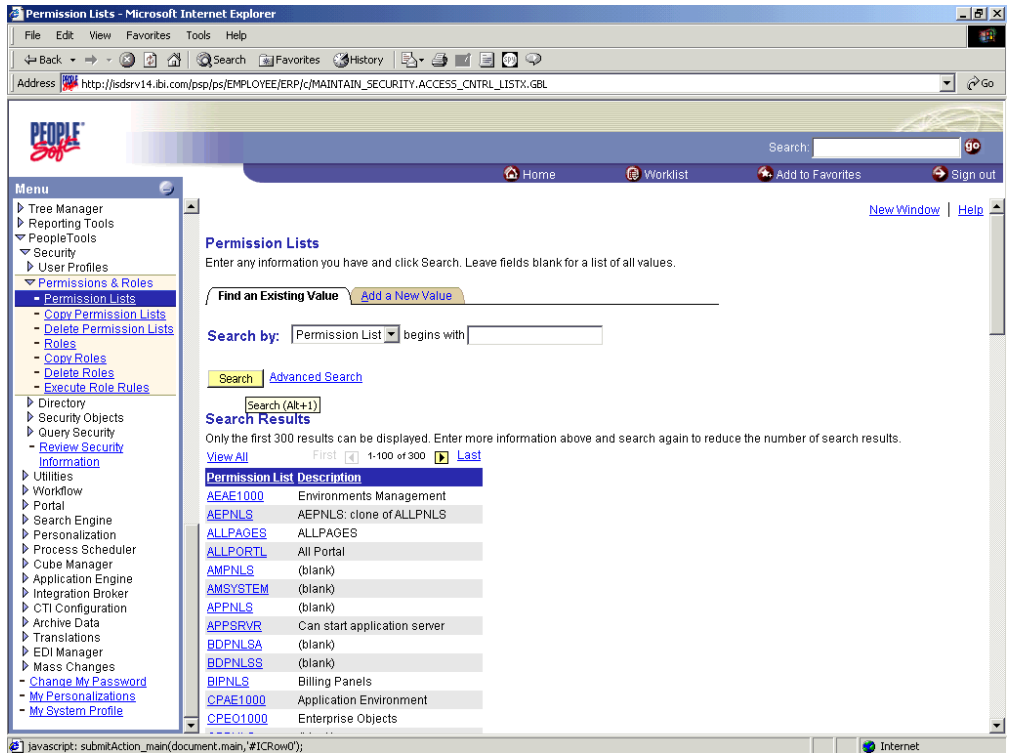 Permission Lists - Microsoft Internet Explorer
File Edit View Favorites Tools Help
Back Search Favorites History
Address http://isdsrv14.ibi.com/psp/ps/EMPLOYEE/ERP/c/MAINTAIN_SECURITY.ACCESS_CNTRL_LISTX.GBL Go
PEOPLE
Soft
Search: go
Home Worklist Add to Favorites Sign out
Menu
Tree Manager
Reporting Tools
PeopleTools
Security
User Profiles
Permissions & Roles
- Permission Lists
- Copy Permission Lists
- Delete Permission Lists
- Roles
- Copy Roles
- Delete Roles
- Execute Role Rules
Directory
Security Objects
Query Security
- Review Security
Information
Utilities
Workflow
Portal
Search Engine
Personalization
Process Scheduler
Cube Manager
Application Engine
Integration Broker
CTI Configuration
Archive Data
Translations
EDI Manager
Mass Changes
- Change My Password
- My Personalizations
- My System Profile
New Window | Help
Permission Lists
Enter any information you have and click Search. Leave fields blank for a list of all values.
Find an Existing Value Add a New Value
Search by: Permission List begins with
Search Advanced Search
Search (Alt+1)
Search Results
Only the first 300 results can be displayed. Enter more information above and search again to reduce the number of search results.
View All First 1-100 of 300 Last
Permission List Description
AEAE1000 Environments Management
AEPNLS AEPNLS: clone of ALLPNLS
ALLPAGES ALLPAGES
ALLPORTL All Portal
AMPNLS (blank)
AMSYSTEM (blank)
APPNLS (blank)
APPSRVR Can start application server
BDPNLSA (blank)
BDPNLSS (blank)
BIPNLS Billing Panels
CPAE1000 Application Environment
CPEO1000 Enterprise Objects
javascript: submitAction_main(document.main,'#ICRow0'); Internet